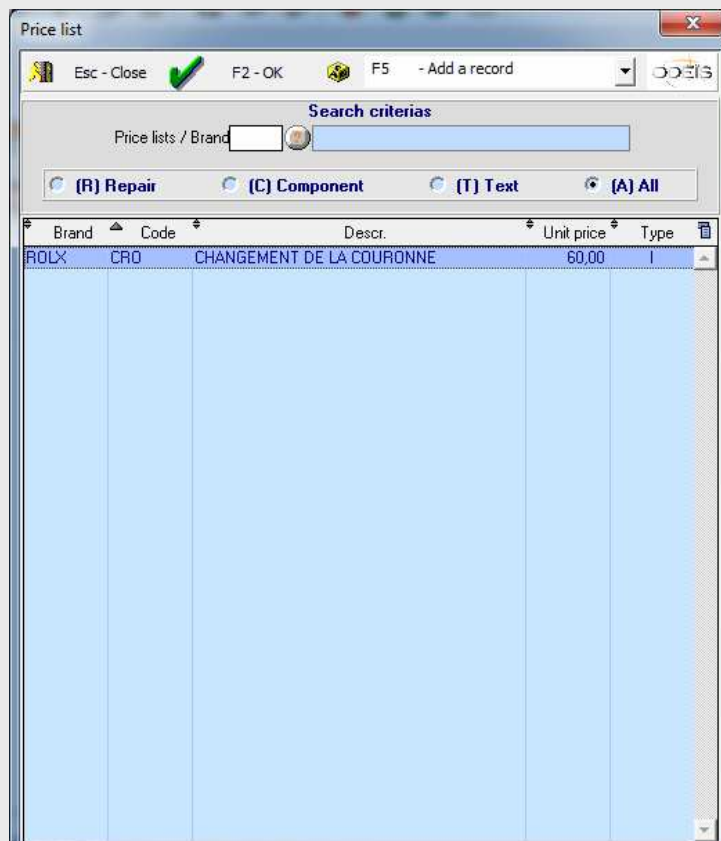 Price list
Esc - Close F2 - OK F5 - Add a record
Search criterias
Price lists / Brand
(R) Repair (C) Component (T) Text (A) All
Brand Code Descr. Unit price Type
ROLX CRO CHANGEMENT DE LA COURONNE 60,00 I